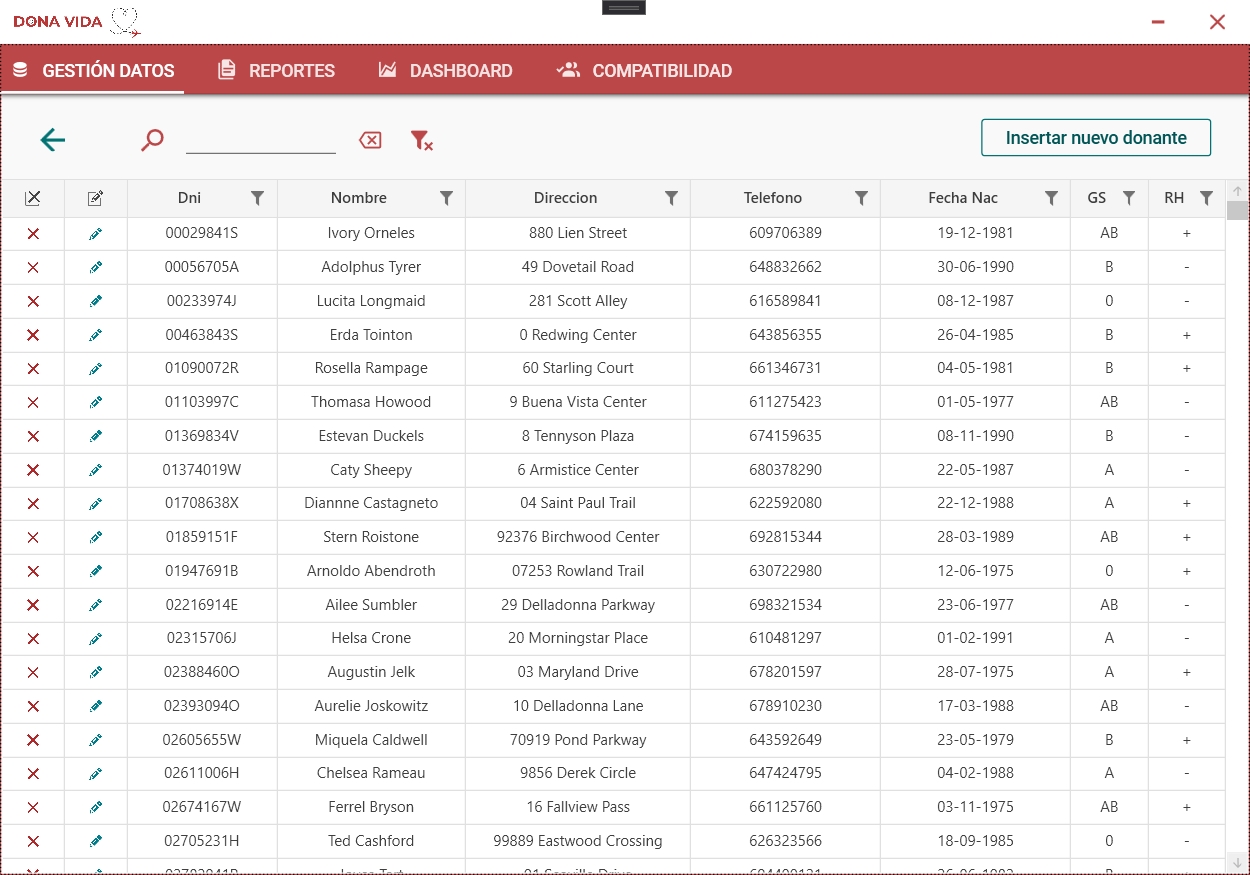 DONA VIDA
GESTIÓN DATOS REPORTES DASHBOARD COMPATIBILIDAD
Insertar nuevo donante
Dni Nombre Direccion Telefono Fecha Nac GS RH
00029841S Ivory Orneles 880 Lien Street 609706389 19-12-1981 AB +
00056705A Adolphus Tyrer 49 Dovetail Road 648832662 30-06-1990 B -
00233974J Lucita Longmaid 281 Scott Alley 616589841 08-12-1987 0 -
00463843S Erda Tointon 0 Redwing Center 643856355 26-04-1985 B +
01090072R Rosella Rampage 60 Starling Court 661346731 04-05-1981 B +
01103997C Thomasa Howood 9 Buena Vista Center 611275423 01-05-1977 AB -
01369834V Estevan Duckels 8 Tennyson Plaza 674159635 08-11-1990 B -
01374019W Caty Sheepy 6 Armistice Center 680378290 22-05-1987 A -
01708638X Diannne Castagneto 04 Saint Paul Trail 622592080 22-12-1988 A +
01859151F Stern Roistone 92376 Birchwood Center 692815344 28-03-1989 AB +
01947691B Arnoldo Abendroth 07253 Rowland Trail 630722980 12-06-1975 0 +
02216914E Ailee Sumbler 29 Delladonna Parkway 698321534 23-06-1977 AB -
02315706J Helsa Crone 20 Morningstar Place 610481297 01-02-1991 A -
02388460O Augustin Jelk 03 Maryland Drive 678201597 28-07-1975 A +
02393094O Aurelie Joskowitz 10 Delladonna Lane 678910230 17-03-1988 AB -
02605655W Miquela Caldwell 70919 Pond Parkway 643592649 23-05-1979 B +
02611006H Chelsea Rameau 9856 Derek Circle 647424795 04-02-1988 A -
02674167W Ferrel Bryson 16 Fallview Pass 661125760 03-11-1975 AB +
02705231H Ted Cashford 99889 Eastwood Crossing 626323566 18-09-1985 0 -